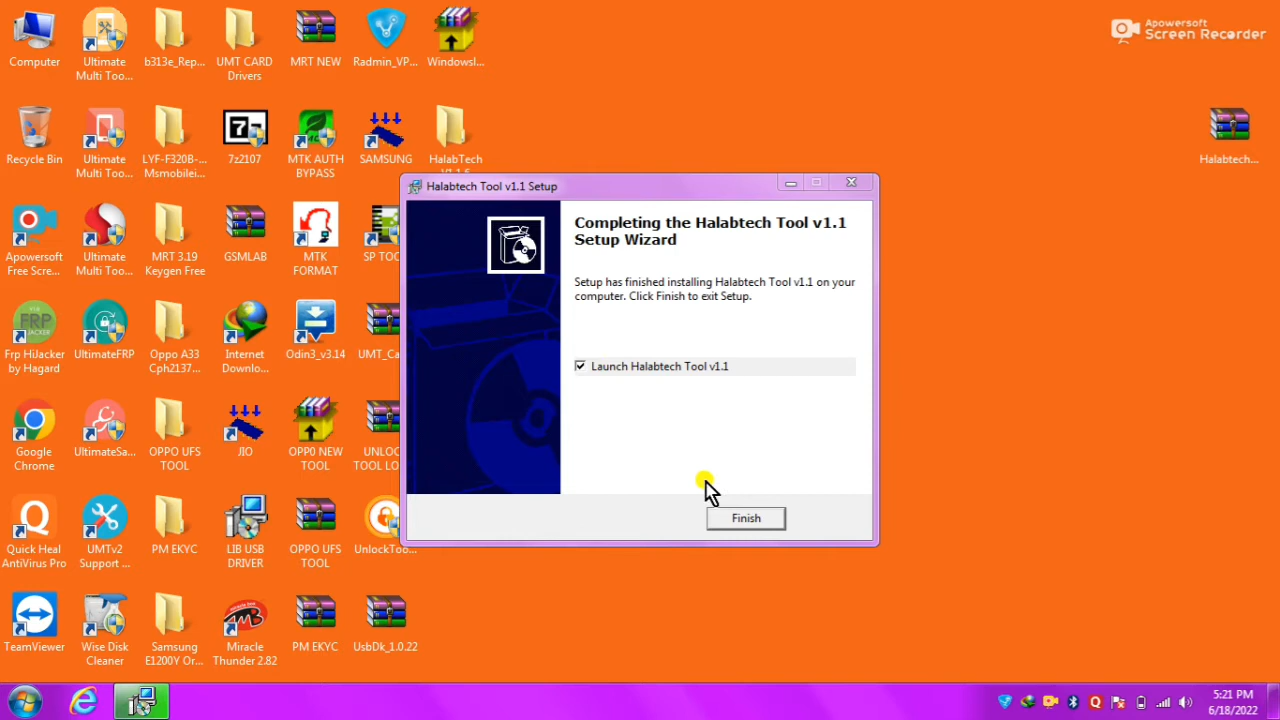 Apowersoft
Screen Recorder
Computer
Ultimate
Multi Too...
b313e_Rep...
UMT CARD
Drivers
MRT NEW
Radmin_VP...
WindowsI...
Recycle Bin
Ultimate
Multi Too...
LYF-F320B-...
Msmobilei...
7z
7z2107
MTK AUTH
BYPASS
SAMSUNG
HalabTech
V1.1.6
Halabtech...
Halabtech Tool v1.1 Setup
Completing the Halabtech Tool v1.1
Setup Wizard
Setup has finished installing Halabtech Tool v1.1 on your
computer. Click Finish to exit Setup.
Launch Halabtech Tool v1.1
Finish
Apowersoft
Free Scre...
Ultimate
Multi Too...
MRT 3.19
Keygen Free
GSMLAB
MTK
FORMAT
SP TOO
Frp HiJacker
by Hagard
UltimateFRP
Oppo A33
Cph2137...
Internet
Downlo...
Odin3_v3.14
UMT_Ca
Google
Chrome
UltimateSa...
OPPO UFS
TOOL
JIO
OPP0 NEW
TOOL
UNLOC
TOOL LO
Quick Heal
AntiVirus Pro
UMTv2
Support ...
PM EKYC
LIB USB
DRIVER
OPPO UFS
TOOL
UnlockToo...
TeamViewer
Wise Disk
Cleaner
Samsung
E1200Y Or...
Miracle
Thunder 2.82
PM EKYC
UsbDk_1.0.22
5:21 PM
6/18/2022